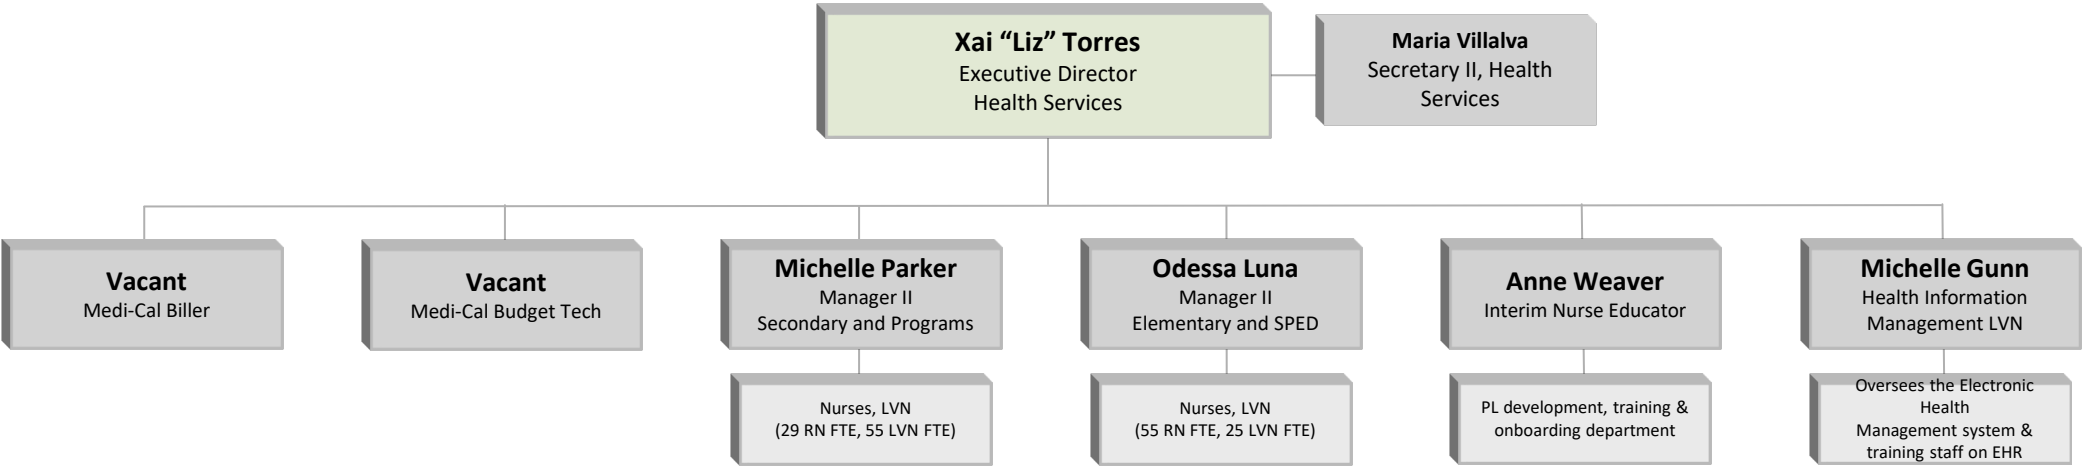 Xai “Liz” Torres
Executive Director
Health Services
Maria Villalva
Secretary II, Health
Services
Vacant
Medi-Cal Biller
Vacant
Medi-Cal Budget Tech
Michelle Parker
Manager II
Secondary and Programs
Odessa Luna
Manager II
Elementary and SPED
Anne Weaver
Interim Nurse Educator
Michelle Gunn
Health Information
Management LVN
Nurses, LVN
(29 RN FTE, 55 LVN FTE)
Nurses, LVN
(55 RN FTE, 25 LVN FTE)
PL development, training &
onboarding department
Oversees the Electronic
Health
Management system &
training staff on EHR